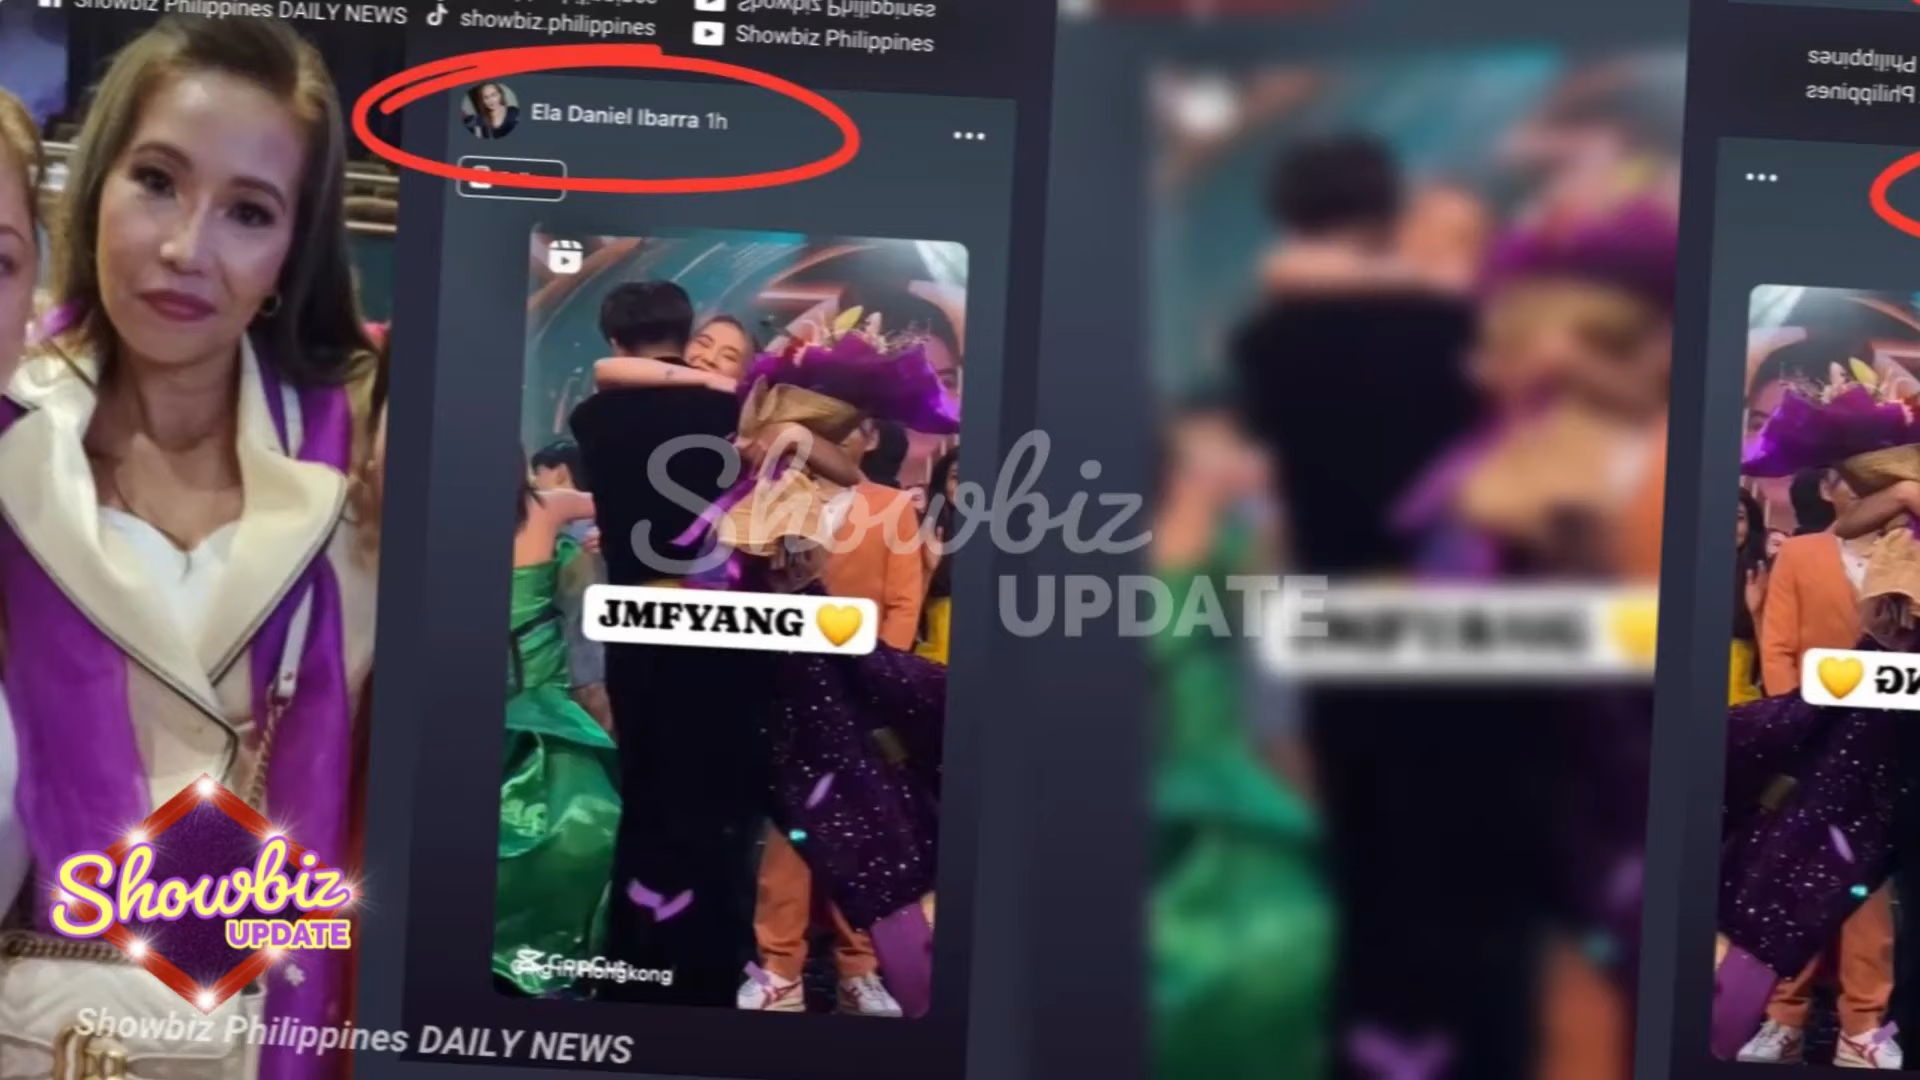 Showbiz Philippines DAILY NEWS
showbiz.philippines
Showbiz Philippines
Showbiz Philippines
Ela Daniel Ibarra 1h
JMFYANG 💛
Showbiz
UPDATE
Showbiz
UPDATE
Showbiz Philippines DAILY NEWS